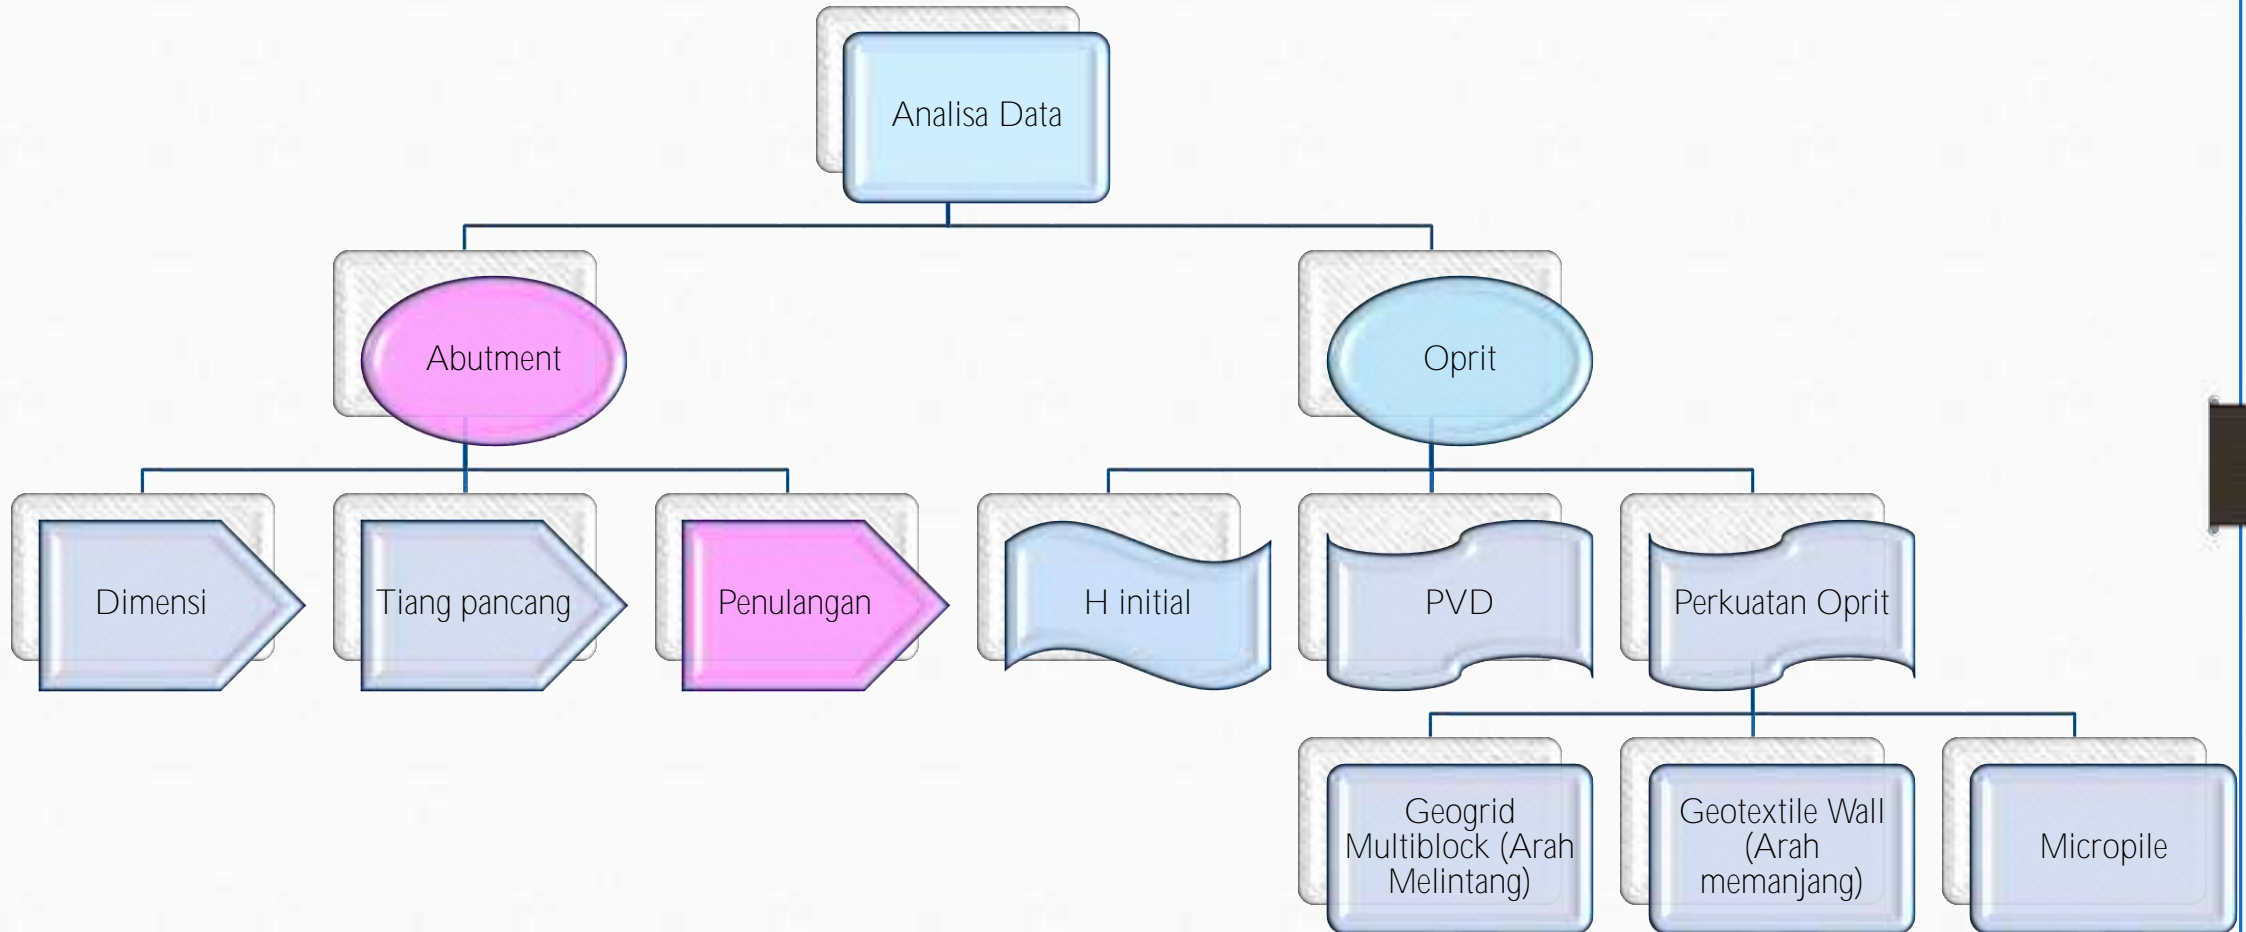 Analisa Data
Abutment
Oprit
Dimensi
Tiang pancang
Penulangan
H initial
PVD
Perkuatan Oprit
Geogrid
Multiblock (Arah
Melintang)
Geotextile Wall
(Arah
memanjang)
Micropile